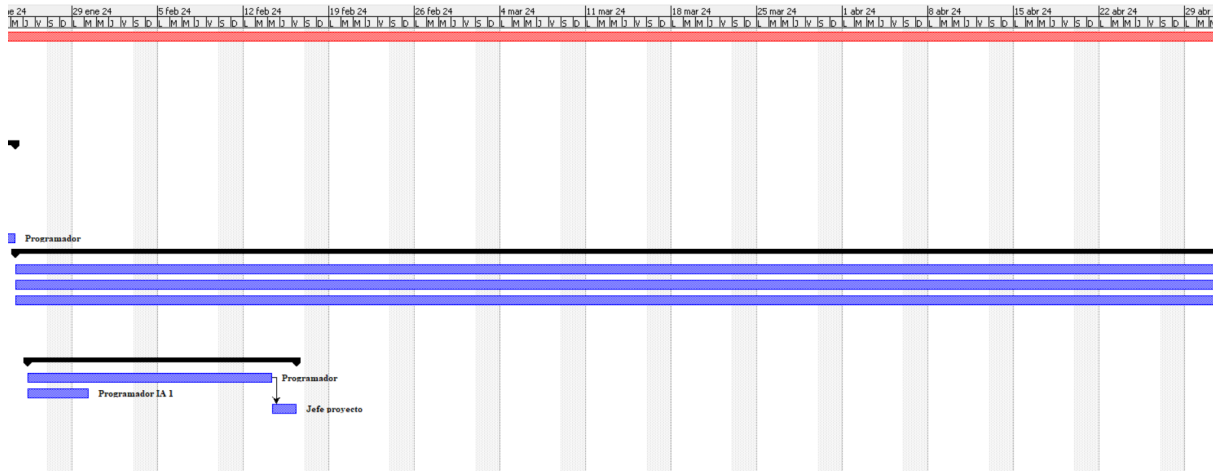 e 24 29 ene 24 5 feb 24 12 feb 24 19 feb 24 26 feb 24 4 mar 24 11 mar 24 18 mar 24 25 mar 24 1 abr 24 8 abr 24 15 abr 24 22 abr 24 29 abr
M J V S D L M M J V S D L M M J V S D L M M J V S D L M M J V S D L M M J V S D L M M J V S D L M M J V S D L M M J V S D L M M J V S D L M M J V S D L M M J V S D L M M J V S D L M M J V S D L M
Programador
Programador
Programador IA 1
Jefe proyecto